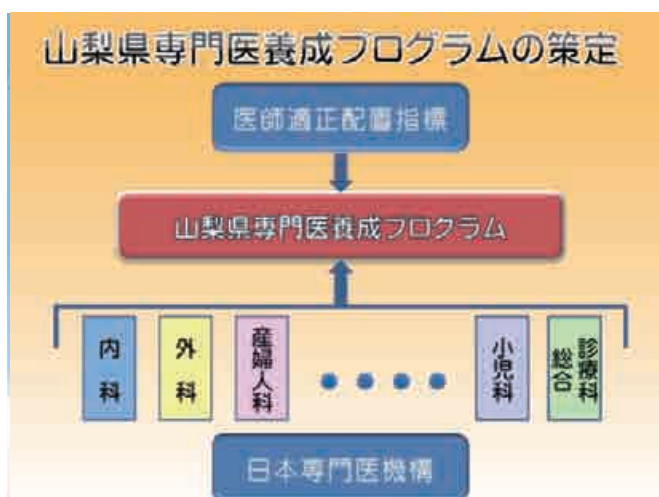 山梨県専門医養成プログラムの策定
医師適正配置指標
山梨県専門医養成プログラム
内科
外科
産婦人科
小児科
総合
診療科
日本専門医機構